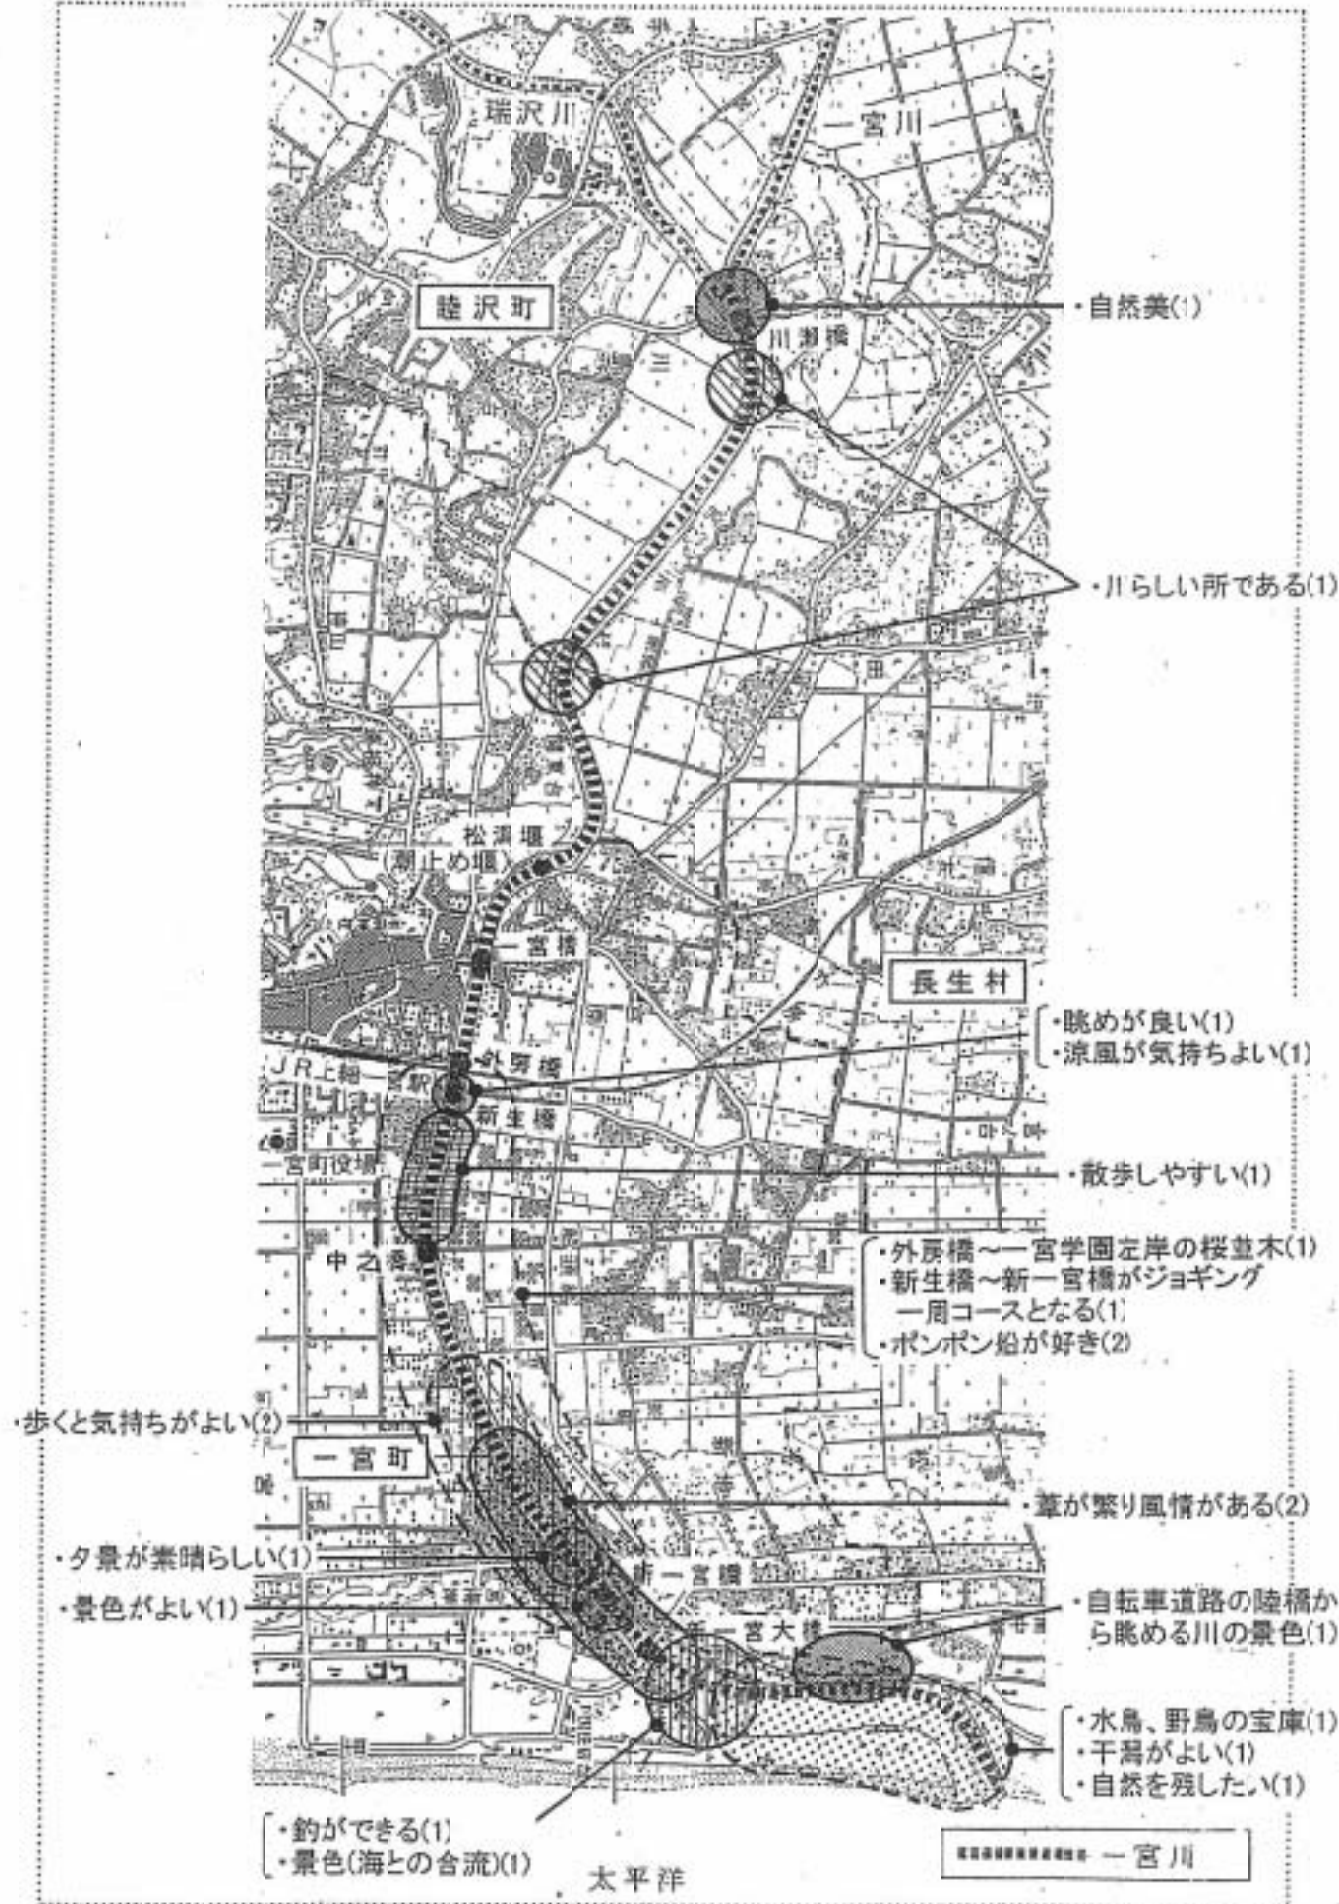 瑞沢川
一宮川
睦沢町
・自然美(1)
川瀬橋
・川らしい所である(1)
松潟堰
(潮止め堰)
一宮橋
長生村
・眺めが良い(1)
・涼風が気持ちよい(1)
外房橋
JR上総一
駅
新生橋
一宮町役場
・散歩しやすい(1)
中之橋
・外房橋～一宮学園左岸の桜並木(1)
・新生橋～新一宮橋がジョギング
一周コースとなる(1)
・ポンポン船が好き(2)
・歩くと気持ちがよい(2)
一宮町
・葦が繁り風情がある(2)
・夕景が素晴らしい(1)
新一宮橋
・景色がよい(1)
・自転車道路の陸橋か
ら眺める川の景色(1)
新一宮大橋
・水鳥、野鳥の宝庫(1)
・干潟がよい(1)
・自然を残したい(1)
・釣ができる(1)
・景色(海との合流)(1)
太平洋
一宮川